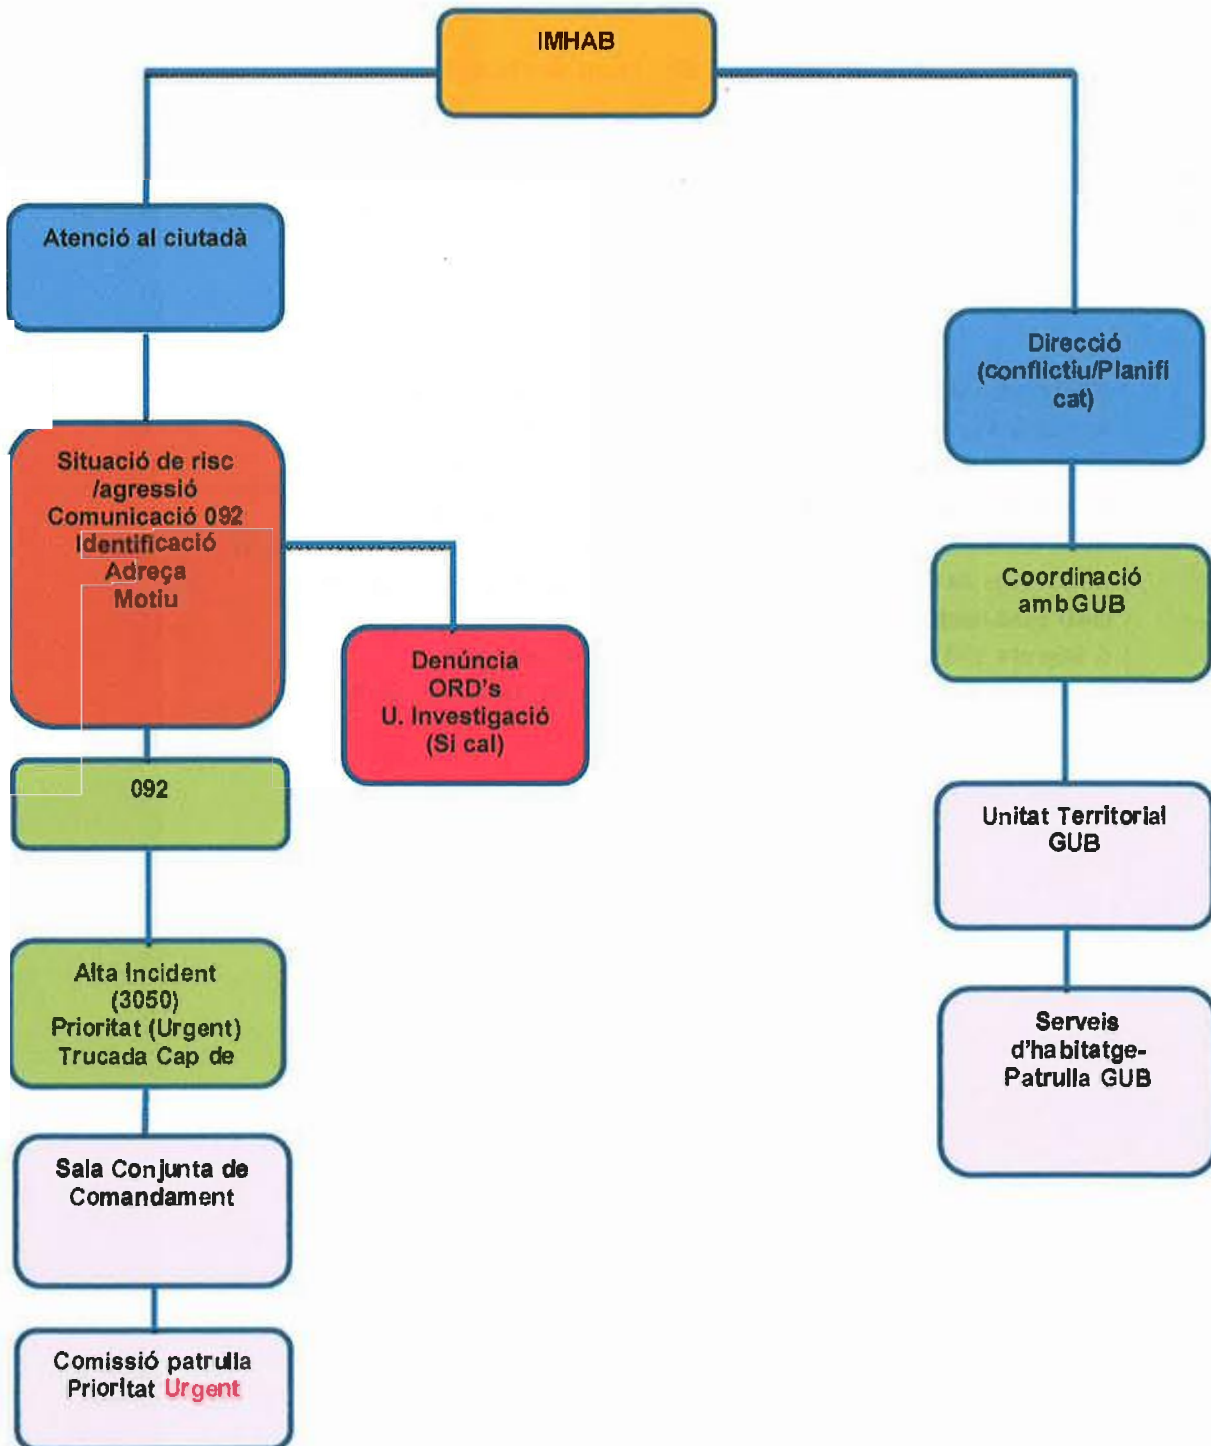 IMHAB
Atenció al ciutadà
Situació de risc
/agressió
Comunicació 092
Identificació
Adreça
Motiu
Denúncia
ORD's
U. Investigació
(Si cal)
092
Alta Incident
(3050)
Prioritat (Urgent)
Trucada Cap de
Sala Conjunta de
Comandament
Comissió patrulla
Prioritat Urgent
Direcció
(conflictiu/Planifi
cat)
Coordinació
ambGUB
Unitat Territorial
GUB
Serveis
d'habitatge-
Patrulla GUB